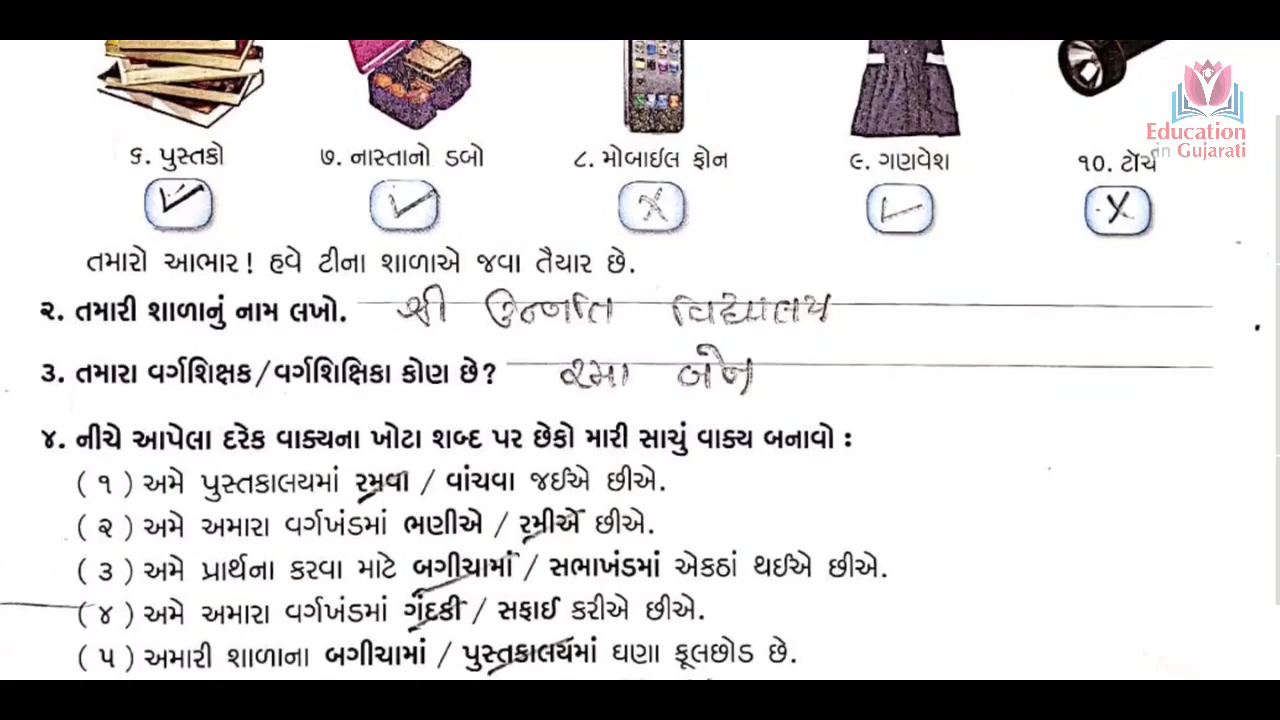 Education
in Gujarati
૬. પુસ્તકો ૭. નાસ્તાનો ડબો ૮. મોબાઈલ ફોન ૯. ગણવેશ ૧૦. ટૉર્ચ
તમારો આભાર! હવે ટીના શાળાએ જવા તૈયાર છે.
૨. તમારી શાળાનું નામ લખો. શ્રી ઉન્નતિ વિદ્યાલય
૩. તમારા વર્ગશિક્ષક/વર્ગશિક્ષિકા કોણ છે? રમા બેન
૪. નીચે આપેલા દરેક વાક્યના ખોટા શબ્દ પર છેકો મારી સાચું વાક્ય બનાવો :
(૧) અમે પુસ્તકાલયમાં રમવા / વાંચવા જઈએ છીએ.
(૨) અમે અમારા વર્ગખંડમાં ભણીએ / રમીએ છીએ.
(૩) અમે પ્રાર્થના કરવા માટે બગીચામાં / સભાખંડમાં એકઠાં થઈએ છીએ.
(૪) અમે અમારા વર્ગખંડમાં ગંદકી / સફાઈ કરીએ છીએ.
(૫) અમારી શાળાના બગીચામાં / પુસ્તકાલયમાં ઘણા ફૂલછોડ છે.